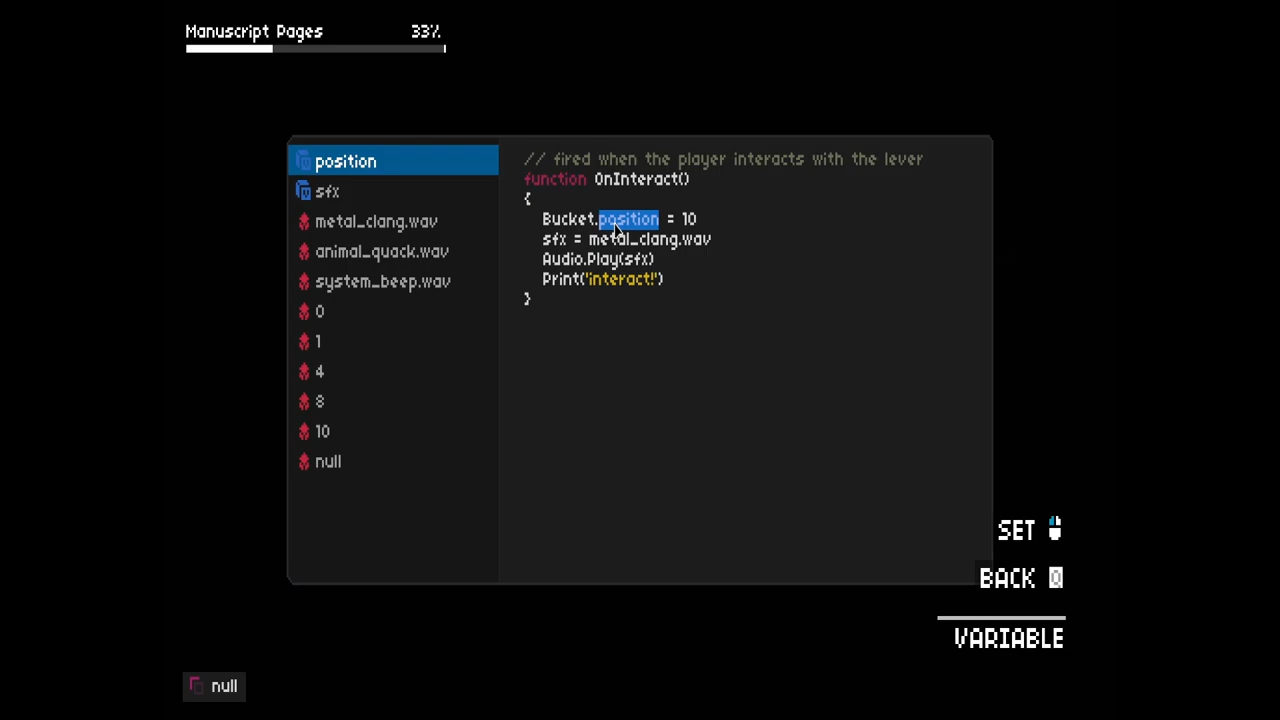 Manuscript Pages 33%
position
sfx
metal_clang.wav
animal_quack.wav
system_beep.wav
0
1
4
8
10
null
// fired when the player interacts with the lever
function OnInteract()
{
Bucket.position = 10
sfx = metal_clang.wav
Audio.Play(sfx)
Print("interact!")
}
SET
BACK Q
VARIABLE
null